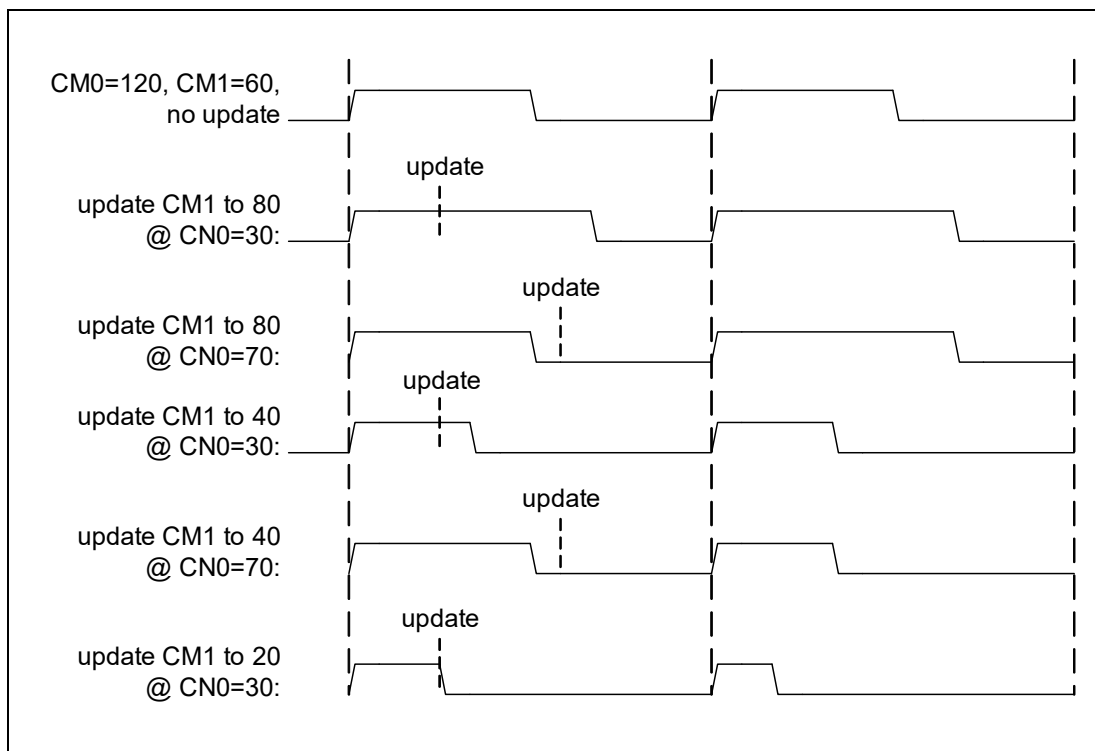 CM0=120, CM1=60,
no update
update
update CM1 to 80
@ CN0=30:
update
update CM1 to 80
@ CN0=70:
update
update CM1 to 40
@ CN0=30:
update
update CM1 to 40
@ CN0=70:
update
update CM1 to 20
@ CN0=30: